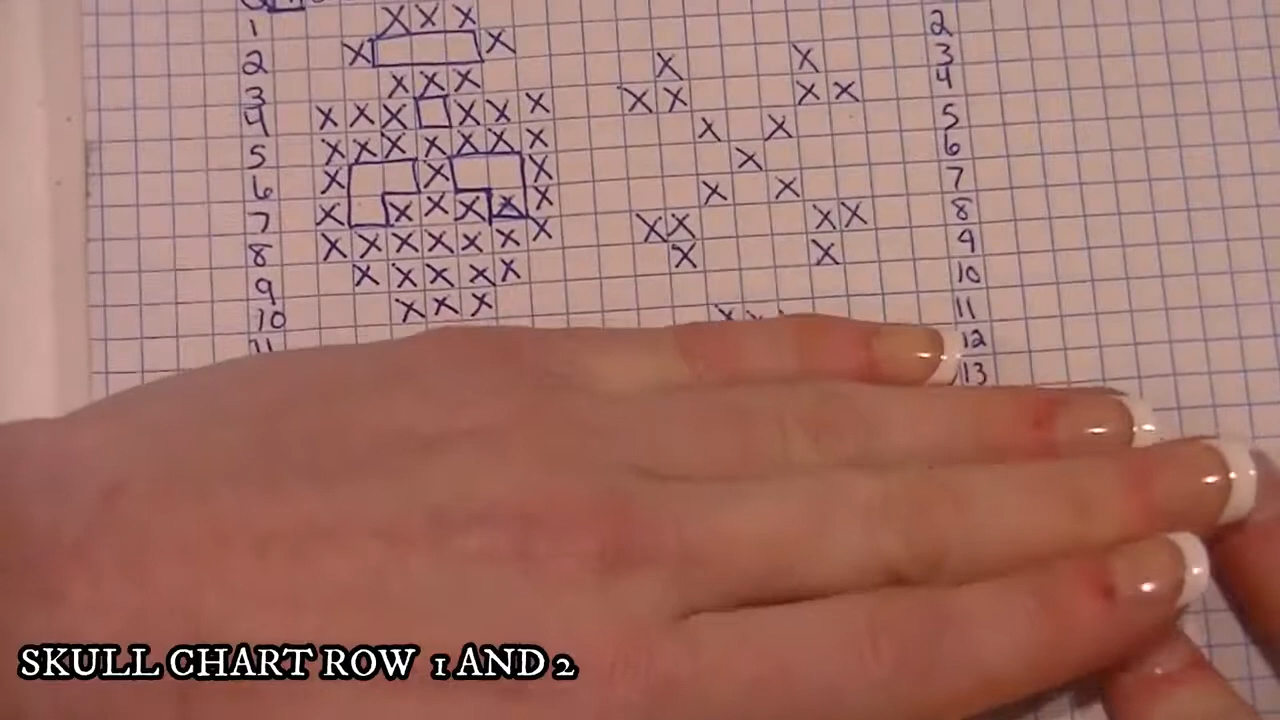 1 X X X 2
2 X X X X 3
3 X X X X X X X 4
4 X X X X X X X X 5
5 X X X X X X X X 6
6 X X X X X 7
7 X X X X X X X X X X 8
8 X X X X X X X X X 9
9 X X X X X 10
10 X X X 11
11 12
13
SKULL CHART ROW 1 AND 2